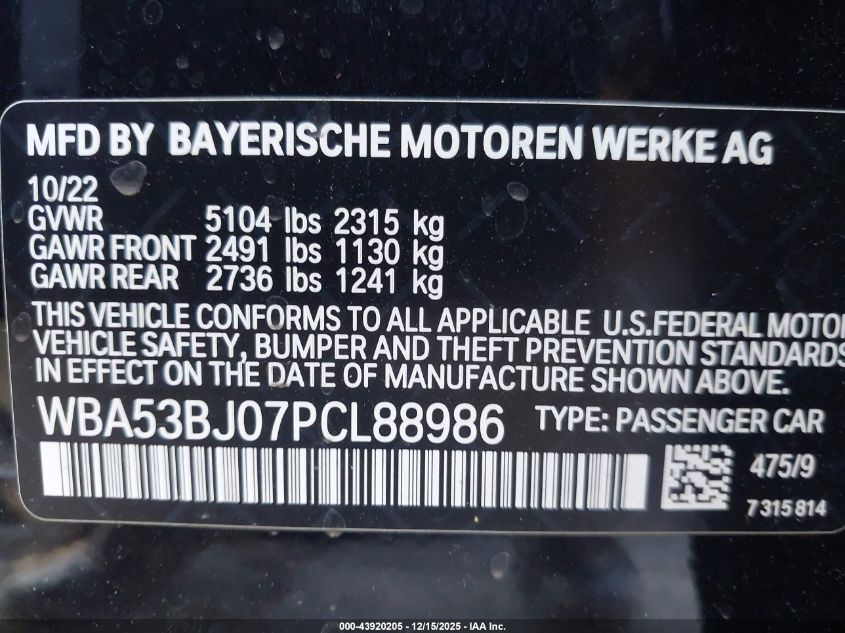 MFD BY BAYERISCHE MOTOREN WERKE AG
10/22
GVWR 5104 lbs 2315 kg
GAWR FRONT 2491 lbs 1130 kg
GAWR REAR 2736 lbs 1241 kg
THIS VEHICLE CONFORMS TO ALL APPLICABLE U.S.FEDERAL MOTOR
VEHICLE SAFETY, BUMPER AND THEFT PREVENTION STANDARDS
IN EFFECT ON THE DATE OF MANUFACTURE SHOWN ABOVE.
WBA53BJ07PCL88986 TYPE: PASSENGER CAR
475/9
7 315 814
000-43920205 - 12/15/2025 - IAA Inc.